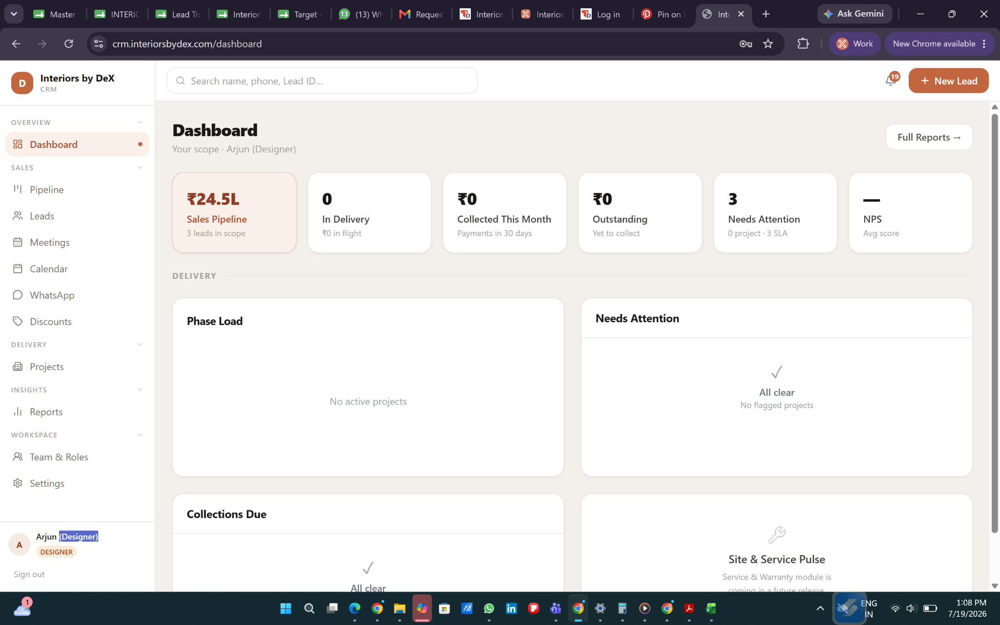 Master
INTERIC
Lead Tra
Interior
Target -
13
(13) Wh
Reques
Interior
Interior
Log in
Pin on
Int
Ask Gemini
crm.interiorsbydex.com/dashboard
Work
New Chrome available
D
Interiors by DeX
CRM
Search name, phone, Lead ID...
19
+ New Lead
OVERVIEW
Dashboard
SALES
Pipeline
Leads
Meetings
Calendar
WhatsApp
Discounts
DELIVERY
Projects
INSIGHTS
Reports
WORKSPACE
Team & Roles
Settings
A
Arjun (Designer)
DESIGNER
Sign out
Dashboard
Your scope · Arjun (Designer)
Full Reports →
₹24.5L
Sales Pipeline
3 leads in scope
0
In Delivery
₹0 in flight
₹0
Collected This Month
Payments in 30 days
₹0
Outstanding
Yet to collect
3
Needs Attention
0 project · 3 SLA
—
NPS
Avg score
DELIVERY
Phase Load
No active projects
Needs Attention
All clear
No flagged projects
Collections Due
All clear
Site & Service Pulse
Service & Warranty module is
coming in a future release
1
ENG
IN
1:08 PM
7/19/2026